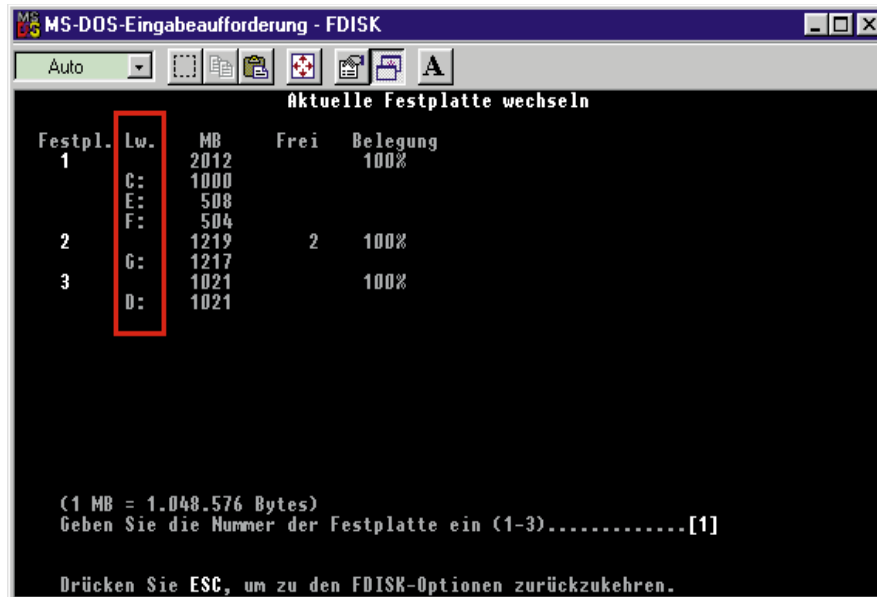 MS-DOS-Eingabeaufforderung - FDISK
Auto A
Aktuelle Festplatte wechseln
Festpl. Lw. MB Frei Belegung
1 2012 100%
C: 1000
E: 508
F: 504
2 1219 2 100%
G: 1217
3 1021 100%
D: 1021
(1 MB = 1.048.576 Bytes)
Geben Sie die Nummer der Festplatte ein (1-3).............[1]
Drücken Sie ESC, um zu den FDISK-Optionen zurückzukehren.